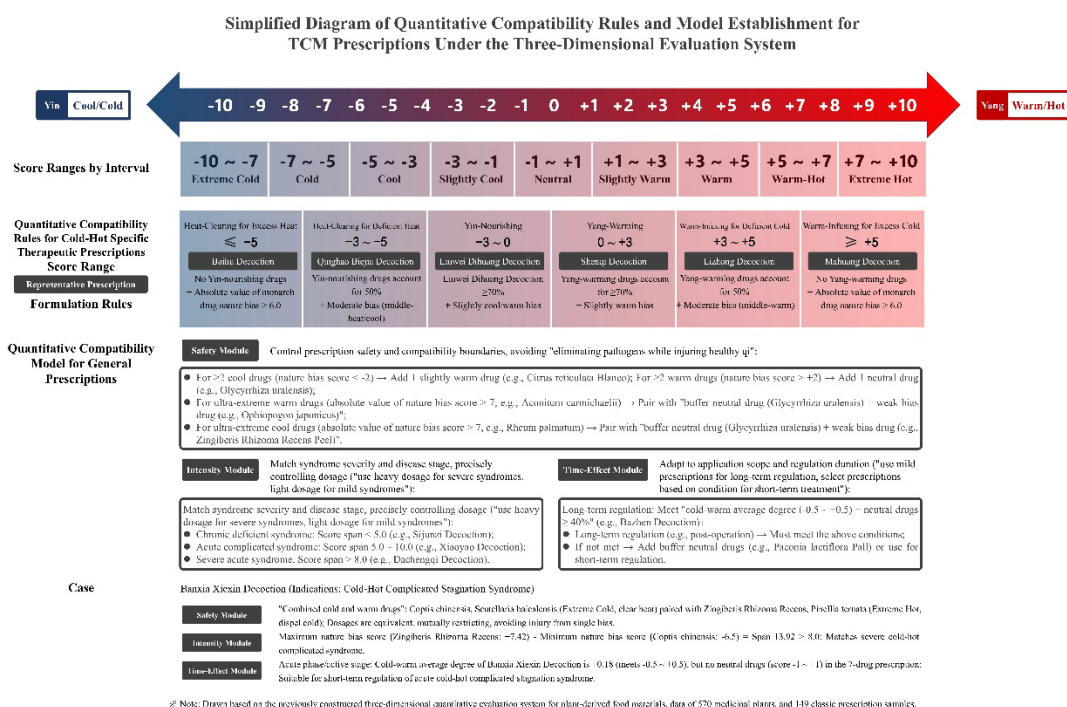 Simplified Diagram of Quantitative Compatibility Rules and Model Establishment for
TCM Prescriptions Under the Three-Dimensional Evaluation System
Yin Cool/Cold
-10 -9 -8 -7 -6 -5 -4 -3 -2 -1 0 +1 +2 +3 +4 +5 +6 +7 +8 +9 +10
Yang Warm/Hot
Score Ranges by Interval
-10 ~ -7 -7 ~ -5 -5 ~ -3 -3 ~ -1 -1 ~ +1 +1 ~ +3 +3 ~ +5 +5 ~ +7 +7 ~ +10
Extreme Cold Cold Cool Slightly Cool Neutral Slightly Warm Warm Warm-Hot Extreme Hot
Quantitative Compatibility
Rules for Cold-Hot Specific
Therapeutic Prescriptions
Score Range
Representative Prescription
Formulation Rules
Heat-Clearing for Excess Heat
≤ -5
Baihu Decoction
No Yin-nourishing drugs
+ Absolute value of monarch
drug nature bias ≥ 6.0
Heat-Clearing for Deficient Heat
-3 ~ -5
Qinghao Biejia Decoction
Yin-nourishing drugs account
for 50%
+ Moderate bias (middle-
heat/cool)
Yin-Nourishing
-3 ~ 0
Liuwei Dihuang Decoction
Liuwei Dihuang Decoction
≥70%
+ Slightly cool/warm bias
Yang-Warming
0 ~ +3
Shenqi Decoction
Yang-warming drugs account
for ≥70%
+ Slightly warm bias
Warm-Infusing for Deficient Cold
+3 ~ +5
Lizhong Decoction
Yang-warming drugs account
for 50%
+ Moderate bias (middle-warm)
Warm-Infusing for Excess Cold
≥ +5
Mahuang Decoction
No Yang-warming drugs
+ Absolute value of monarch
drug nature bias ≥ 6.0
Quantitative Compatibility
Model for General
Prescriptions
Safety Module
Control prescription safety and compatibility boundaries, avoiding "eliminating pathogens while injuring healthy qi":
● For >2 cool drugs (nature bias score < -2) → Add 1 slightly warm drug (e.g., Citrus reticulata Blanco); For >2 warm drugs (nature bias score > +2) → Add 1 neutral drug
(e.g., Glycyrrhiza uralensis);
● For ultra-extreme warm drugs (absolute value of nature bias score > 7, e.g., Aconitum carmichaelii) → Pair with "buffer neutral drug (Glycyrrhiza uralensis) + weak bias
drug (e.g., Ophiopogon japonicus)";
● For ultra-extreme cool drugs (absolute value of nature bias score > 7, e.g., Rheum palmatum) → Pair with "buffer neutral drug (Glycyrrhiza uralensis) + weak bias drug (e.g.,
Zingiberis Rhizoma Recens Peel)".
Intensity Module
Match syndrome severity and disease stage, precisely
controlling dosage ("use heavy dosage for severe syndromes,
light dosage for mild syndromes"):
Match syndrome severity and disease stage, precisely controlling dosage ("use heavy
dosage for severe syndromes, light dosage for mild syndromes"):
● Chronic deficient syndrome: Score span < 5.0 (e.g., Sijunzi Decoction);
● Acute complicated syndrome: Score span 5.0 ~ 10.0 (e.g., Xiaoyao Decoction);
● Severe acute syndrome: Score span > 8.0 (e.g., Dachengqi Decoction).
Time-Effect Module
Adapt to application scope and regulation duration ("use mild
prescriptions for long-term regulation, select prescriptions
based on condition for short-term treatment"):
Long-term regulation: Meet "cold-warm average degree (-0.5 ~ +0.5) + neutral drugs
≥ 40%" (e.g., Bazhen Decoction):
● Long-term regulation (e.g., post-operation) → Must meet the above conditions;
● If not met → Add buffer neutral drugs (e.g., Paeonia lactiflora Pall) or use for
short-term regulation.
Case
Banxia Xiexin Decoction (Indications: Cold-Hot Complicated Stagnation Syndrome)
Safety Module
"Combined cold and warm drugs": Coptis chinensis, Scutellaria baicalensis (Extreme Cold, clear heat) paired with Zingiberis Rhizoma Recens, Pinellia ternata (Extreme Hot,
dispel cold); Dosages are equivalent, mutually restricting, avoiding injury from single bias.
Intensity Module
Maximum nature bias score (Zingiberis Rhizoma Recens: +7.42) - Minimum nature bias score (Coptis chinensis: -6.5) = Span 13.92 > 8.0: Matches severe cold-hot
complicated syndrome.
Time-Effect Module
Acute phase/active stage: Cold-warm average degree of Banxia Xiexin Decoction is +0.18 (meets -0.5 ~ +0.5), but no neutral drugs (score -1 ~ +1) in the 7-drug prescription:
Suitable for short-term regulation of acute cold-hot complicated stagnation syndrome.
※ Note: Drawn based on the previously constructed three-dimensional quantitative evaluation system for plant-derived food materials, data of 570 medicinal plants, and 149 classic prescription samples.